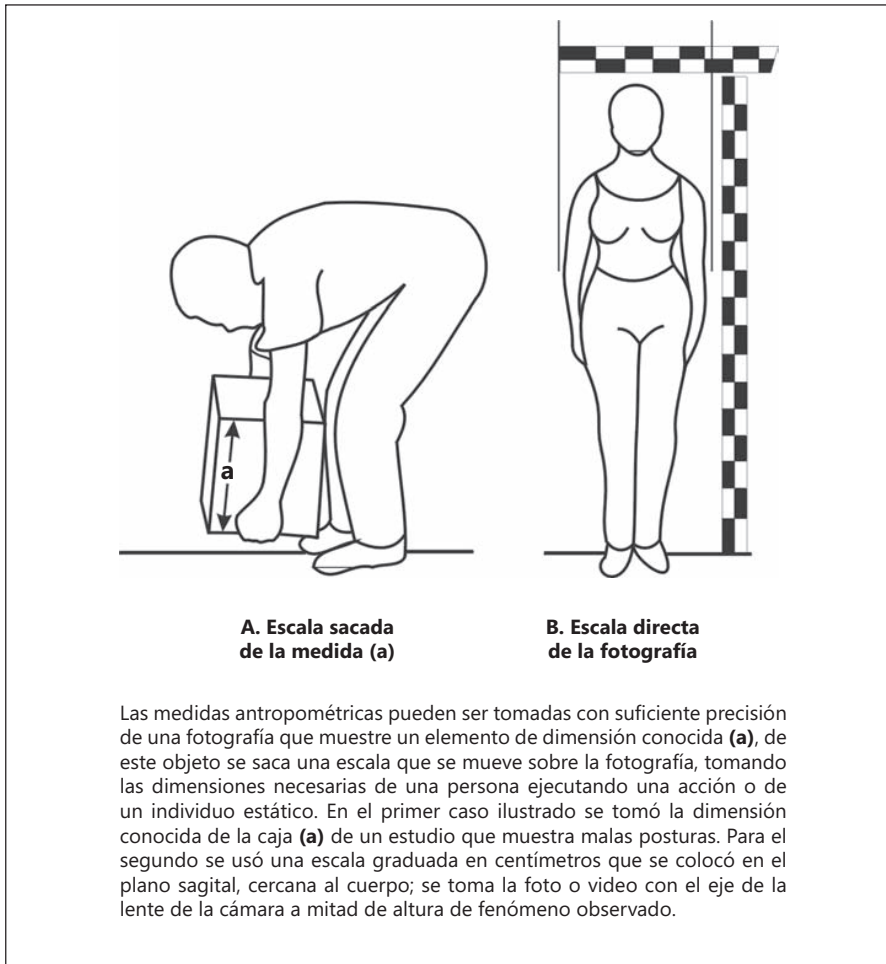 a
A. Escala sacada
de la medida (a)
B. Escala directa
de la fotografía
Las medidas antropométricas pueden ser tomadas con suficiente precisión
de una fotografía que muestre un elemento de dimensión conocida (a), de
este objeto se saca una escala que se mueve sobre la fotografía, tomando
las dimensiones necesarias de una persona ejecutando una acción o de
un individuo estático. En el primer caso ilustrado se tomó la dimensión
conocida de la caja (a) de un estudio que muestra malas posturas. Para el
segundo se usó una escala graduada en centímetros que se colocó en el
plano sagital, cercana al cuerpo; se toma la foto o video con el eje de la
lente de la cámara a mitad de altura de fenómeno observado.